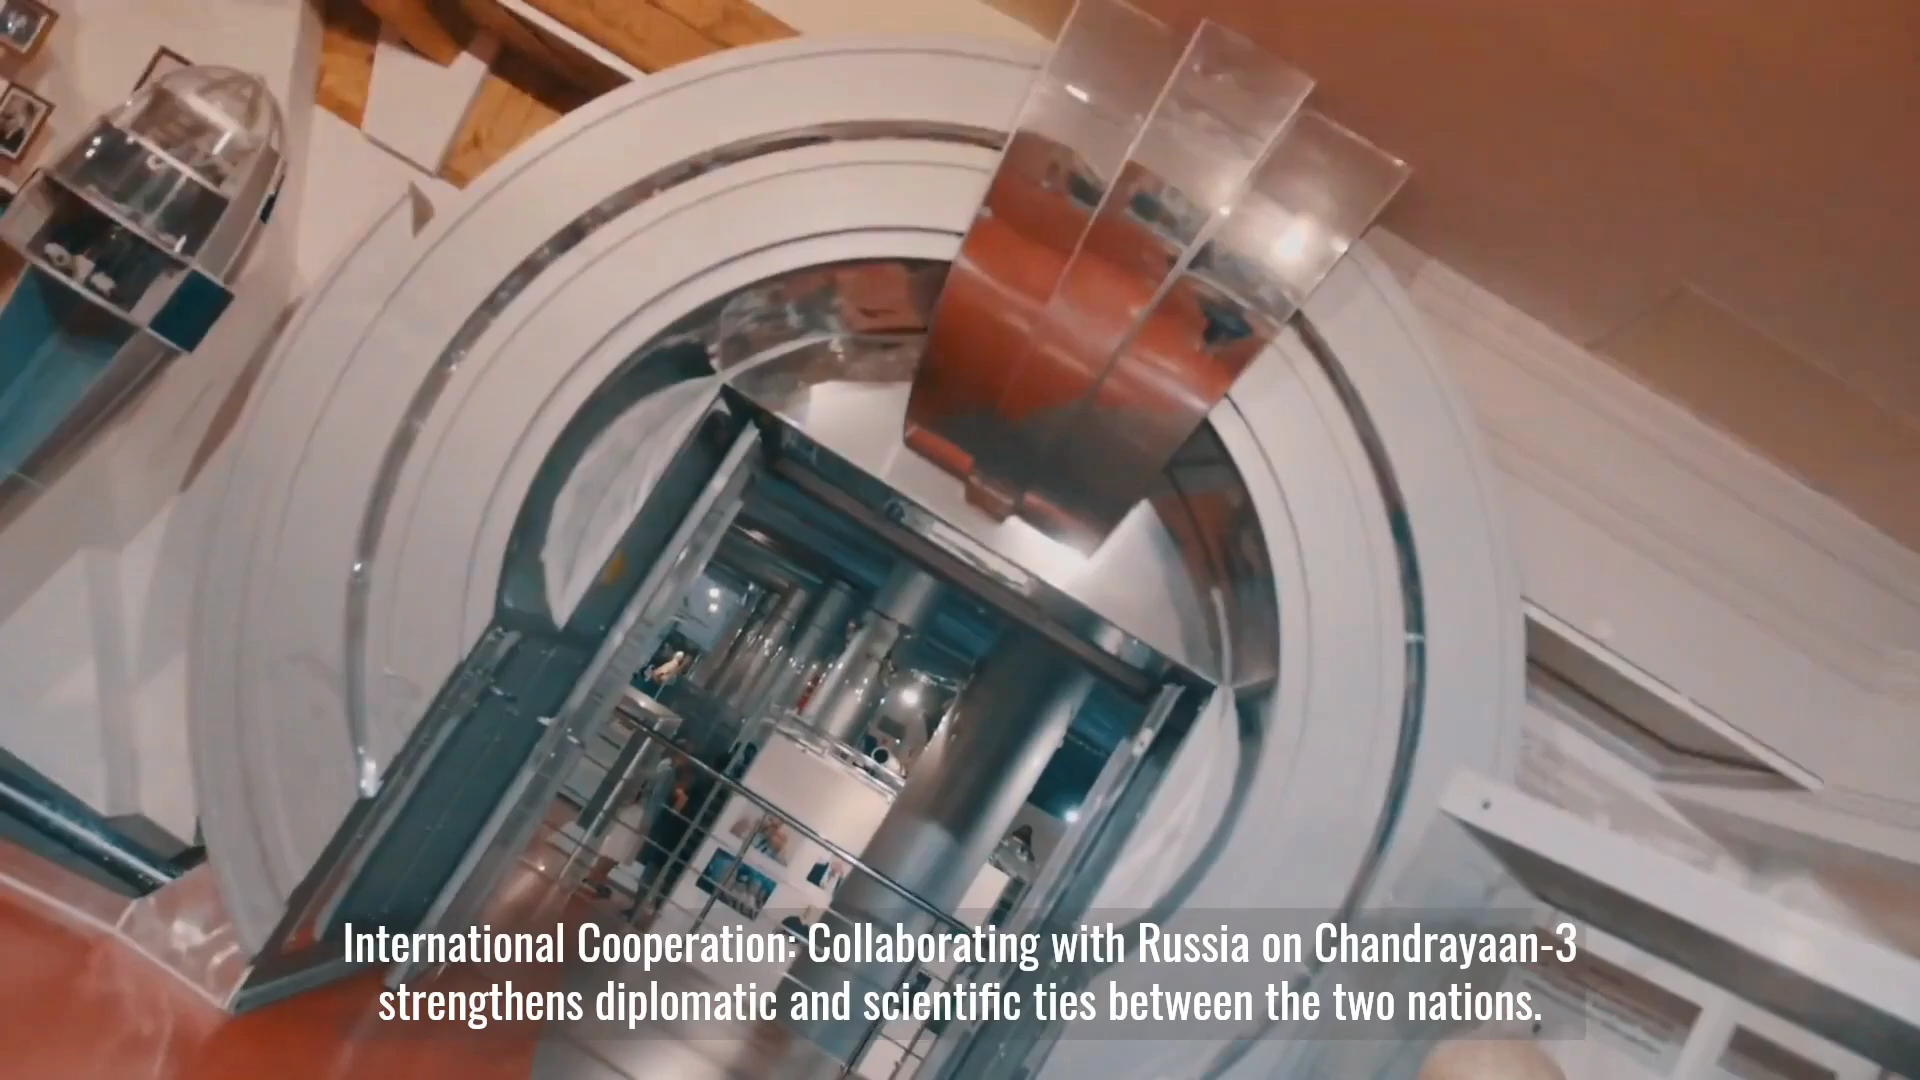 International Cooperation: Collaborating with Russia on Chandrayaan-3
strengthens diplomatic and scientific ties between the two nations.